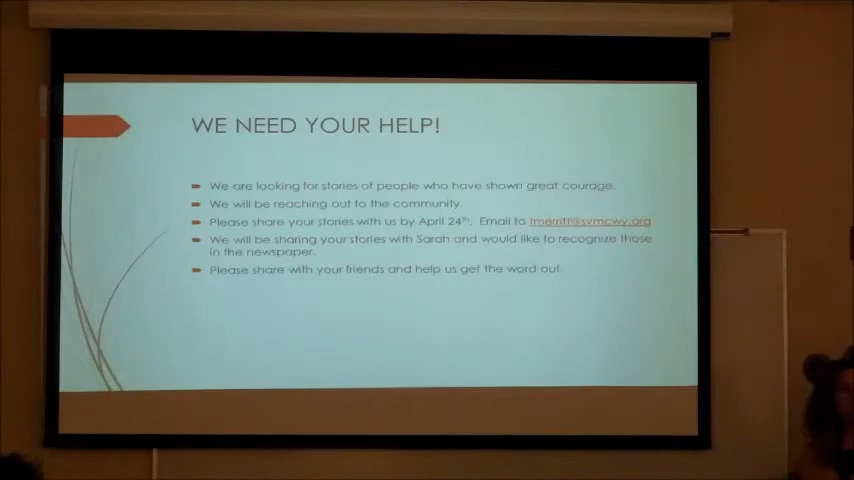 WE NEED YOUR HELP!
We are looking for stories of people who have shown great courage.
We will be reaching out to the community.
Please share your stories with us by April 24th. Email to tmerritt@svmcwy.org
We will be sharing your stories with Sarah and would like to recognize those
in the newspaper.
Please share with your friends and help us get the word out.